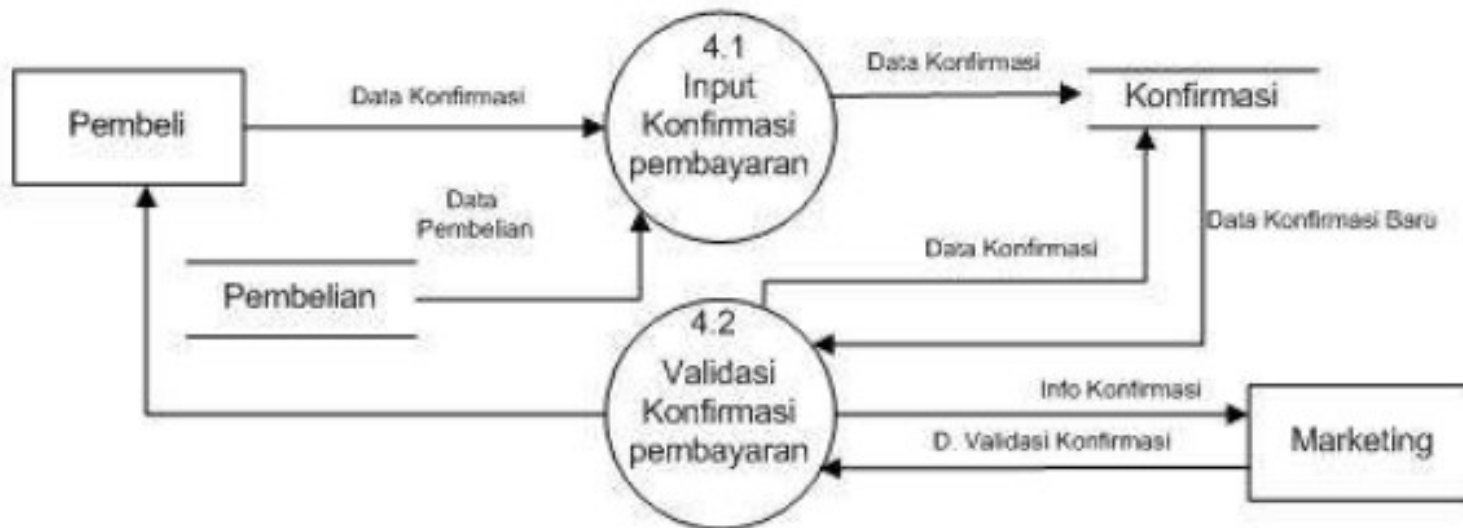 4.1
Input
Konfirmasi
pembayaran
Data Konfirmasi
Konfirmasi
Data Konfirmasi
Pembeli
Data
Pembelian
Data Konfirmasi Baru
Data Konfirmasi
Pembelian
4.2
Validasi
Konfirmasi
pembayaran
Info Konfirmasi
D. Validasi Konfirmasi
Marketing